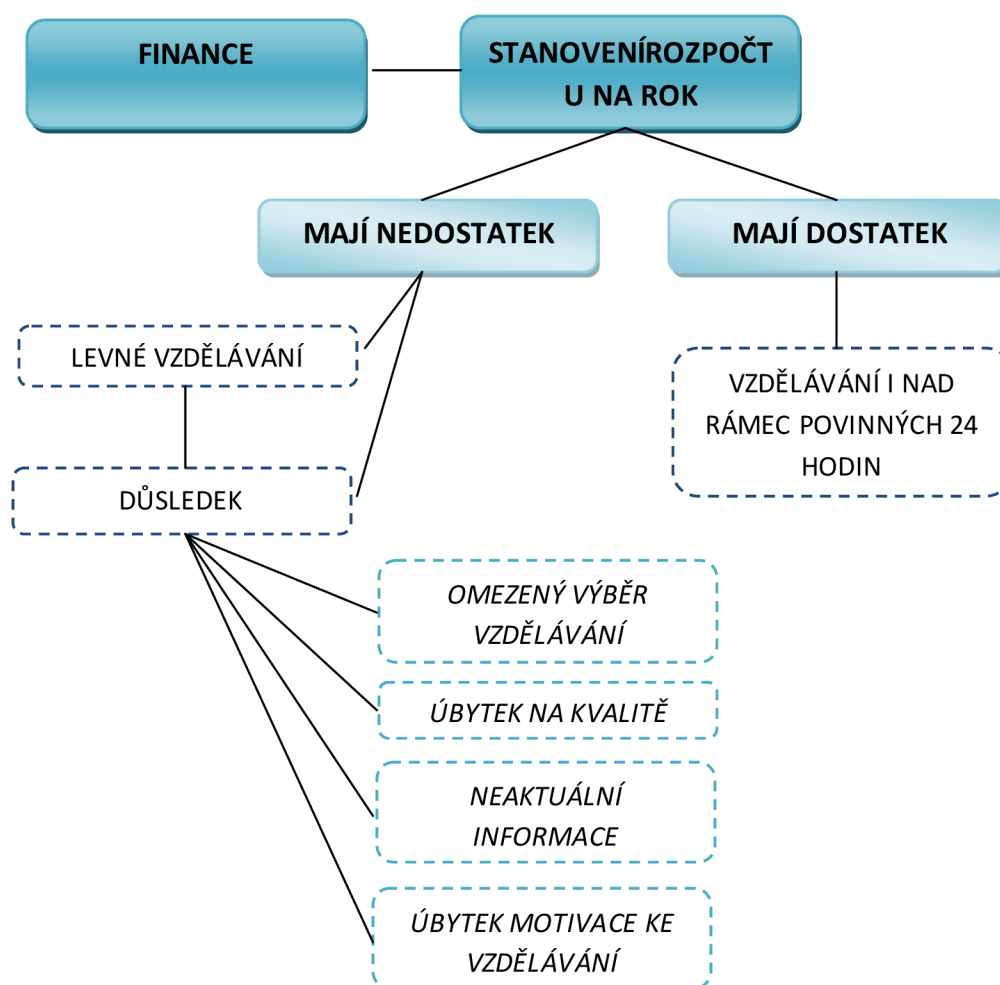 FINANCE
STANOVENÍROZPOČT
U NA ROK
MAJÍ NEDOSTATEK
MAJÍ DOSTATEK
LEVNÉ VZDĚLÁVÁNÍ
VZDĚLÁVÁNÍ I NAD
RÁMEC POVINNÝCH 24
HODIN
DŮSLEDEK
OMEZENÝ VÝBĚR
VZDĚLÁVÁNÍ
ÚBYTEK NA KVALITĚ
NEAKTUÁLNÍ
INFORMACE
ÚBYTEK MOTIVACE KE
VZDĚLÁVÁNÍ